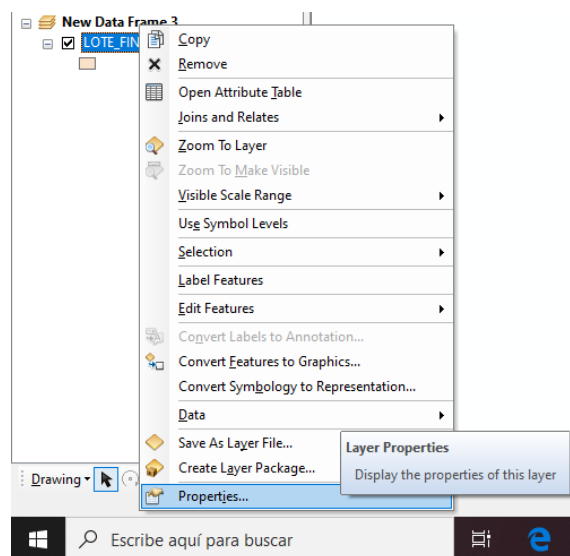 New Data Frame 3
LOTE_FIN
Copy
Remove
Open Attribute Table
Joins and Relates
Zoom To Layer
Zoom To Make Visible
Visible Scale Range
Use Symbol Levels
Selection
Label Features
Edit Features
Convert Labels to Annotation...
Convert Features to Graphics...
Convert Symbology to Representation...
Data
Save As Layer File...
Create Layer Package...
Properties...
Layer Properties
Display the properties of this layer
Drawing
Escribe aquí para buscar